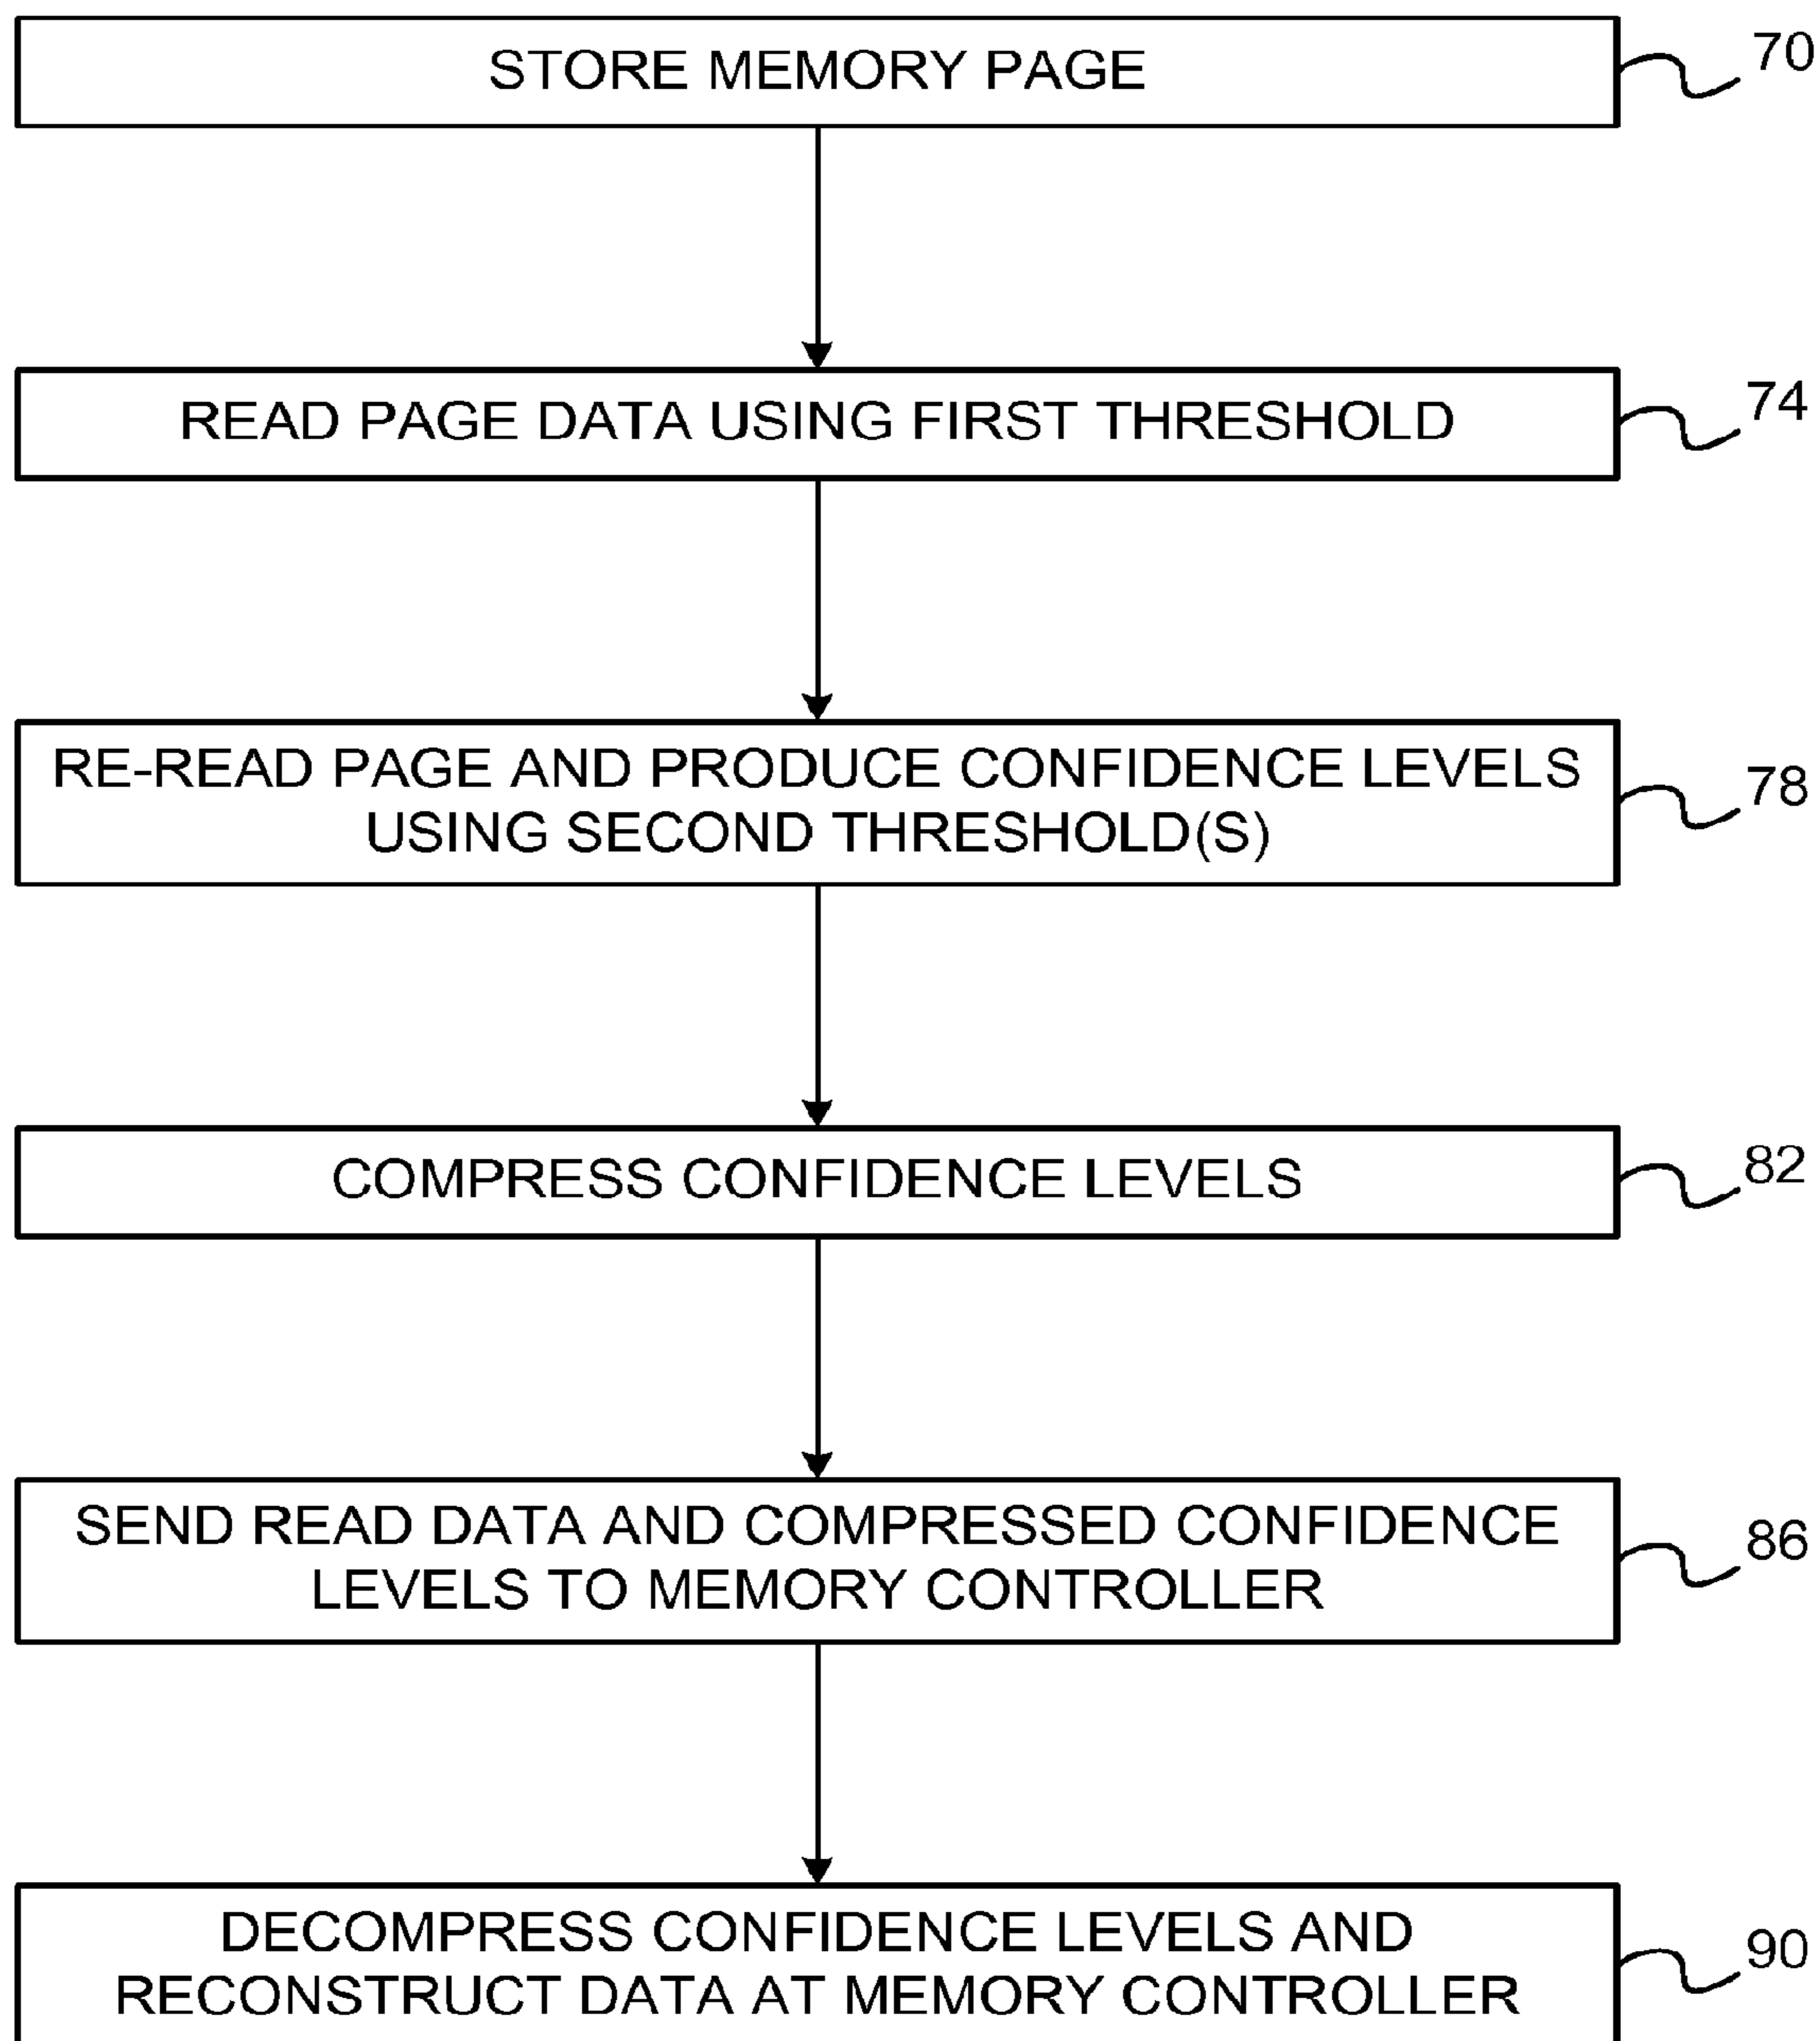 STORE MEMORY PAGE
70
READ PAGE DATA USING FIRST THRESHOLD
74
RE-READ PAGE AND PRODUCE CONFIDENCE LEVELS
USING SECOND THRESHOLD(S)
78
COMPRESS CONFIDENCE LEVELS
82
SEND READ DATA AND COMPRESSED CONFIDENCE
LEVELS TO MEMORY CONTROLLER
86
DECOMPRESS CONFIDENCE LEVELS AND
RECONSTRUCT DATA AT MEMORY CONTROLLER
90